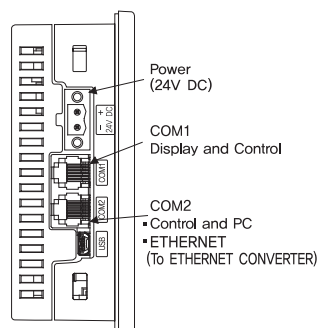 Power
(24V DC)
+
− 24V DC
COM1
Display and Control
COM1
COM2
COM2
▪Control and PC
▪ETHERNET
(To ETHERNET CONVERTER)
USB